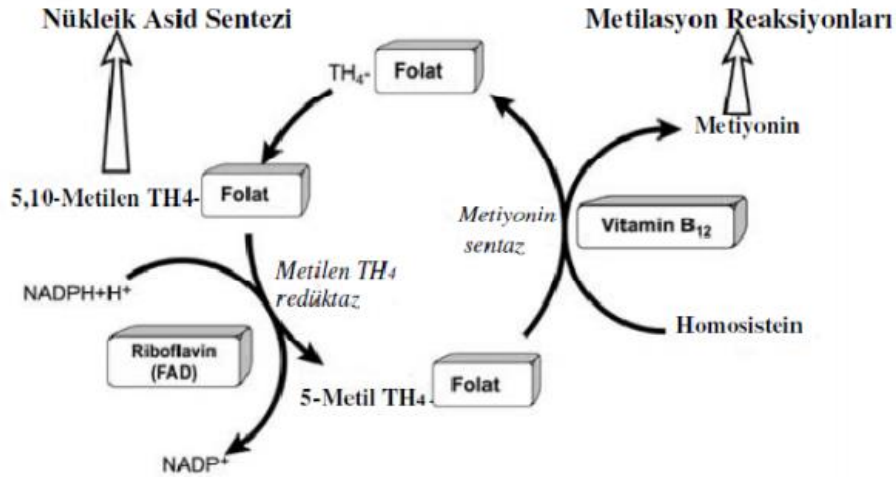 Nükleik Asid Sentezi
Metilasyon Reaksiyonları
TH₄- Folat
Metiyonin
5,10-Metilen TH4- Folat
Metiyonin
sentaz
Vitamin B₁₂
NADPH+H⁺
Metilen TH₄
redüktaz
Homosistein
Riboflavin
(FAD)
5-Metil TH₄- Folat
NADP⁺